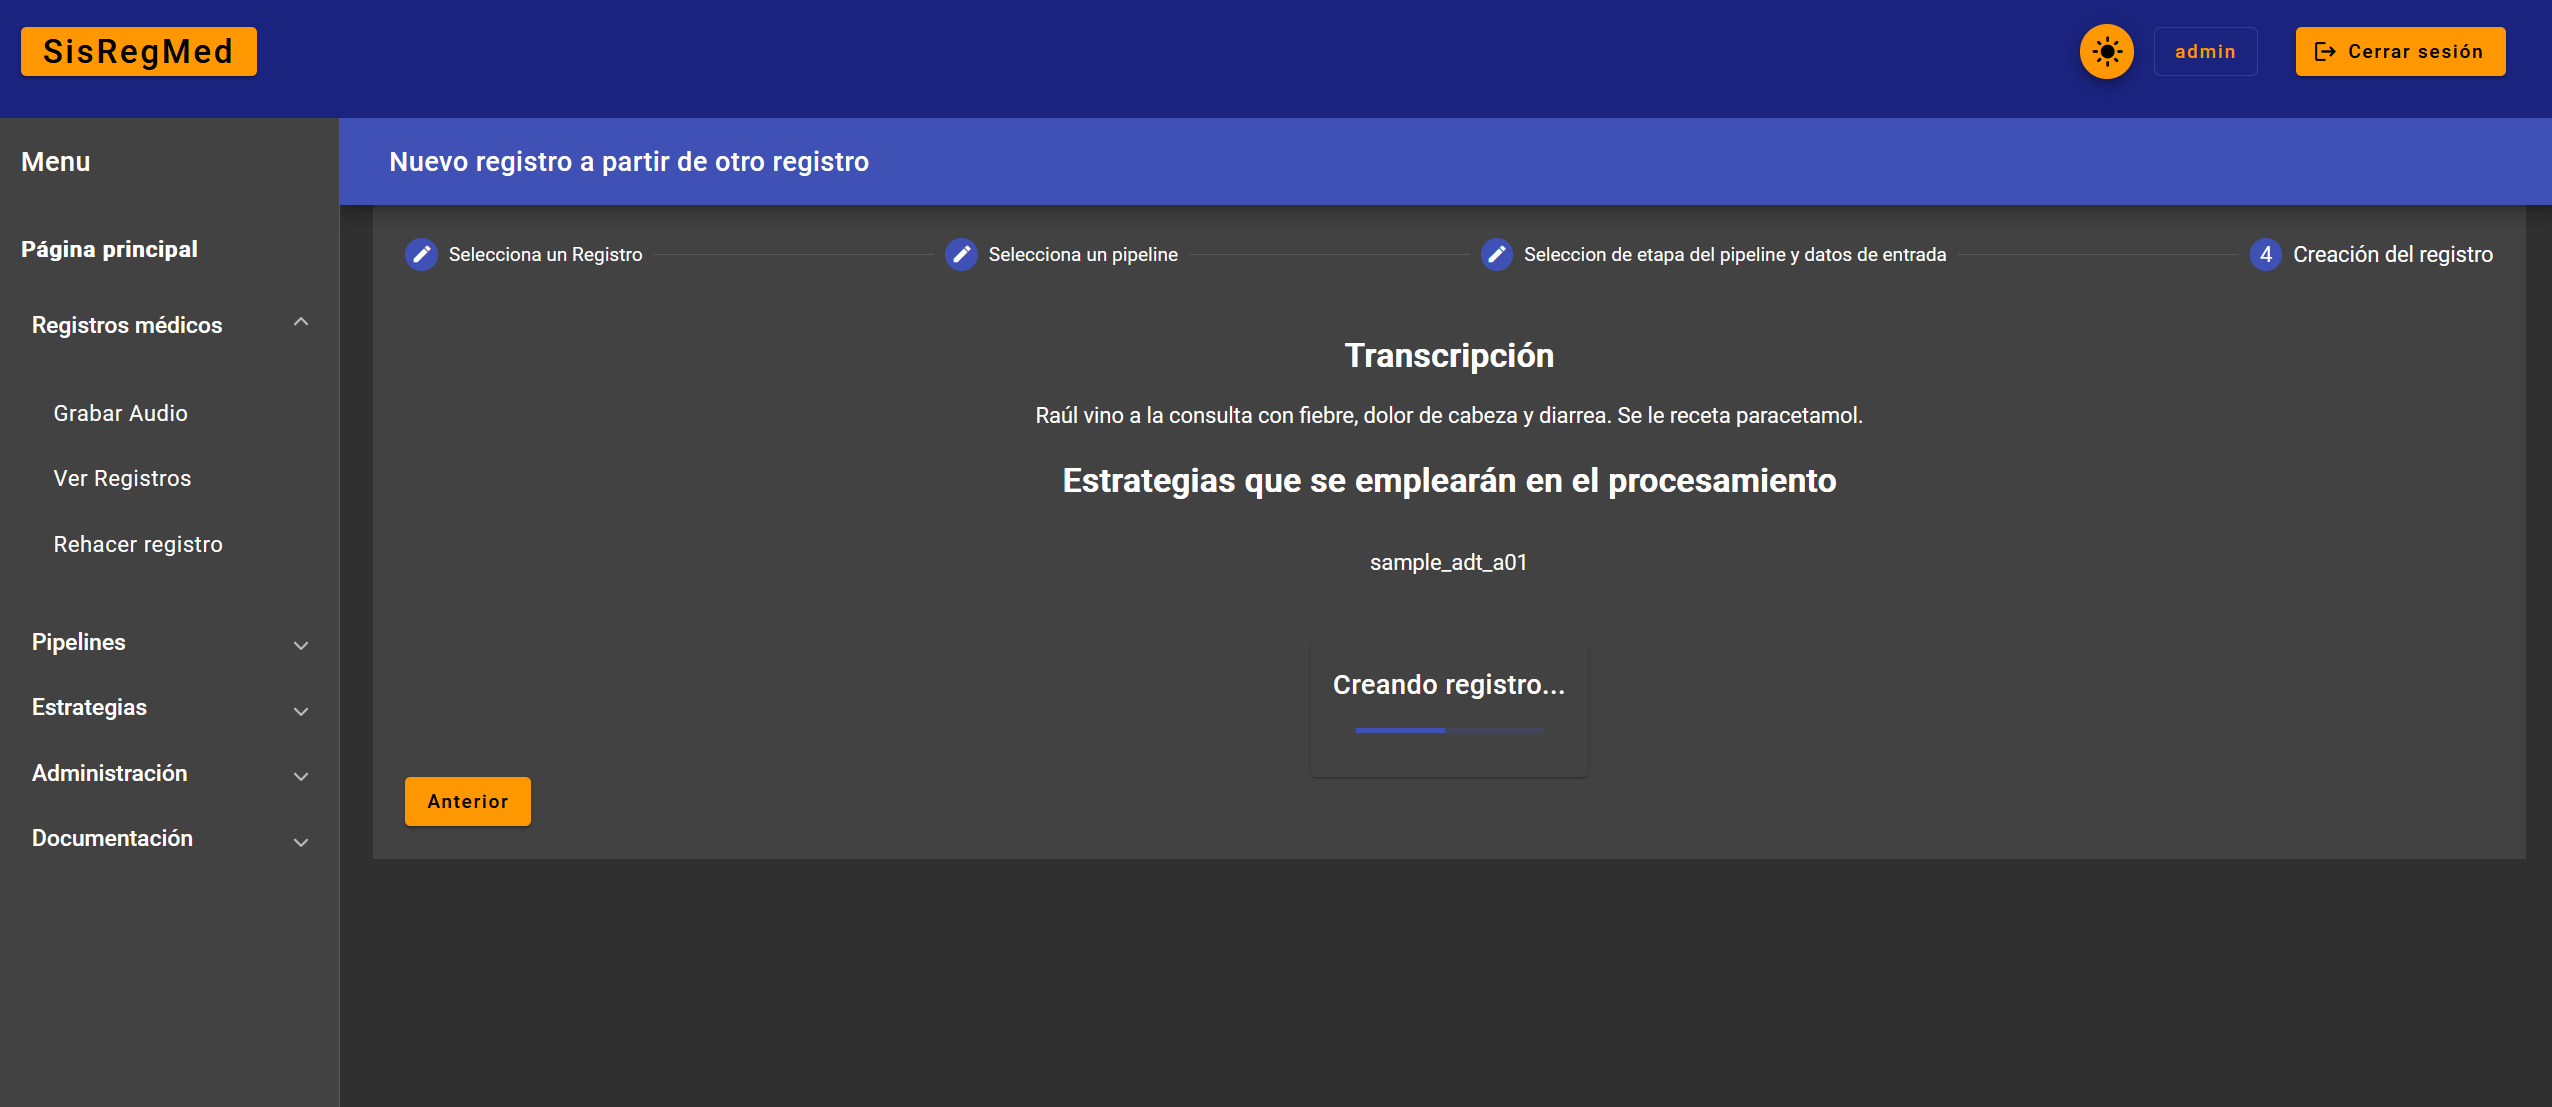 SisRegMed
admin
Cerrar sesión
Menu
Página principal
Registros médicos
Grabar Audio
Ver Registros
Rehacer registro
Pipelines
Estrategias
Administración
Documentación
Nuevo registro a partir de otro registro
Selecciona un Registro
Selecciona un pipeline
Seleccion de etapa del pipeline y datos de entrada
4 Creación del registro
Transcripción
Raúl vino a la consulta con fiebre, dolor de cabeza y diarrea. Se le receta paracetamol.
Estrategias que se emplearán en el procesamiento
sample_adt_a01
Creando registro...
Anterior